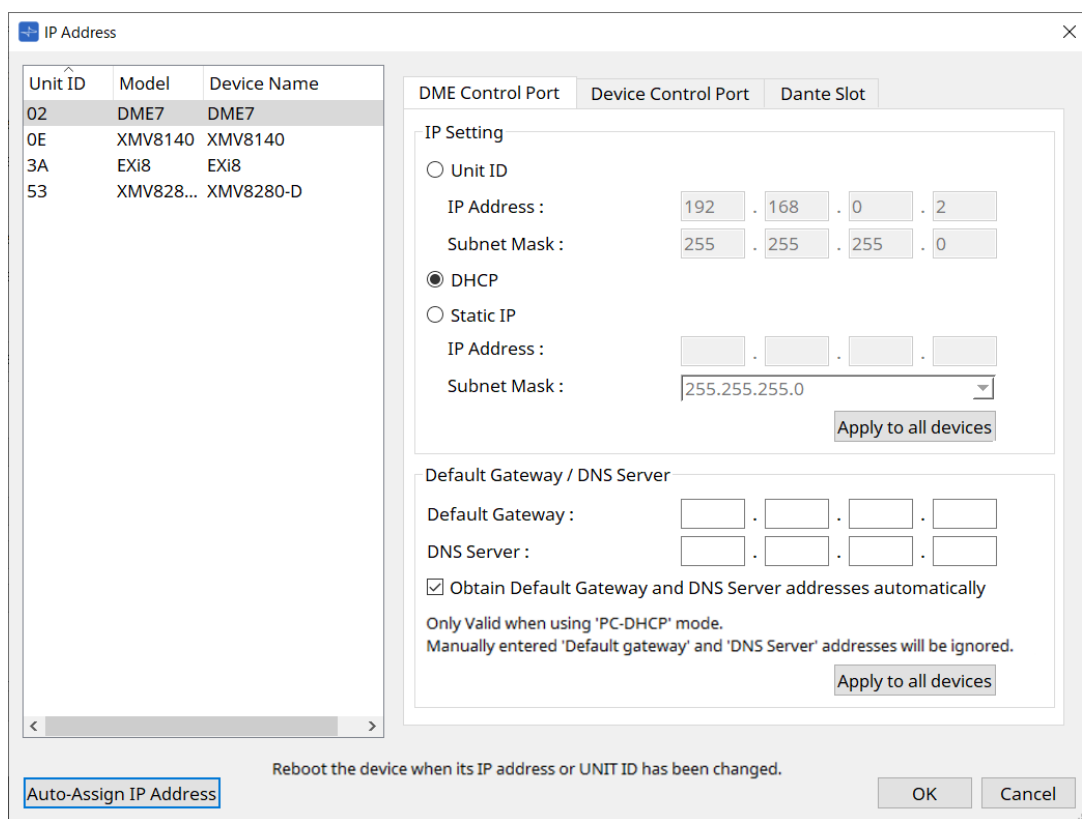 IP Address
Unit ID Model Device Name
02 DME7 DME7
0E XMV8140 XMV8140
3A EXi8 EXi8
53 XMV828... XMV8280-D
DME Control Port Device Control Port Dante Slot
IP Setting
Unit ID
IP Address : 192 . 168 . 0 . 2
Subnet Mask : 255 . 255 . 255 . 0
DHCP
Static IP
IP Address : . . .
Subnet Mask : 255.255.255.0
Apply to all devices
Default Gateway / DNS Server
Default Gateway : . . .
DNS Server : . . .
Obtain Default Gateway and DNS Server addresses automatically
Only Valid when using 'PC-DHCP' mode.
Manually entered 'Default gateway' and 'DNS Server' addresses will be ignored.
Apply to all devices
Reboot the device when its IP address or UNIT ID has been changed.
Auto-Assign IP Address OK Cancel